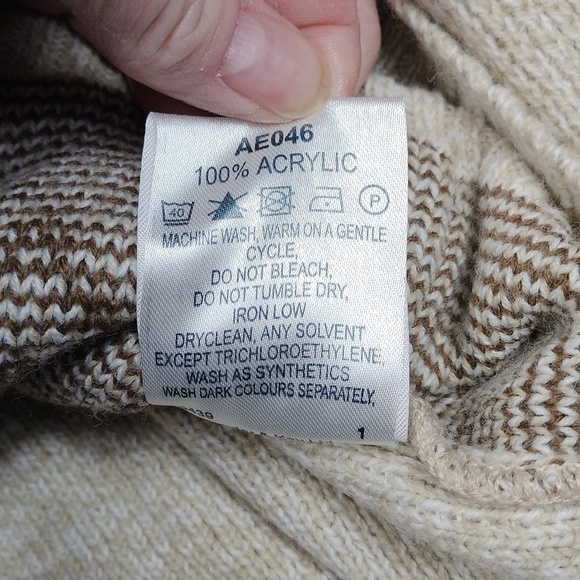 AE046
100% ACRYLIC
40 P
MACHINE WASH, WARM ON A GENTLE
CYCLE,
DO NOT BLEACH,
DO NOT TUMBLE DRY,
IRON LOW
DRYCLEAN, ANY SOLVENT
EXCEPT TRICHLOROETHYLENE,
WASH AS SYNTHETICS
WASH DARK COLOURS SEPARATELY,
1